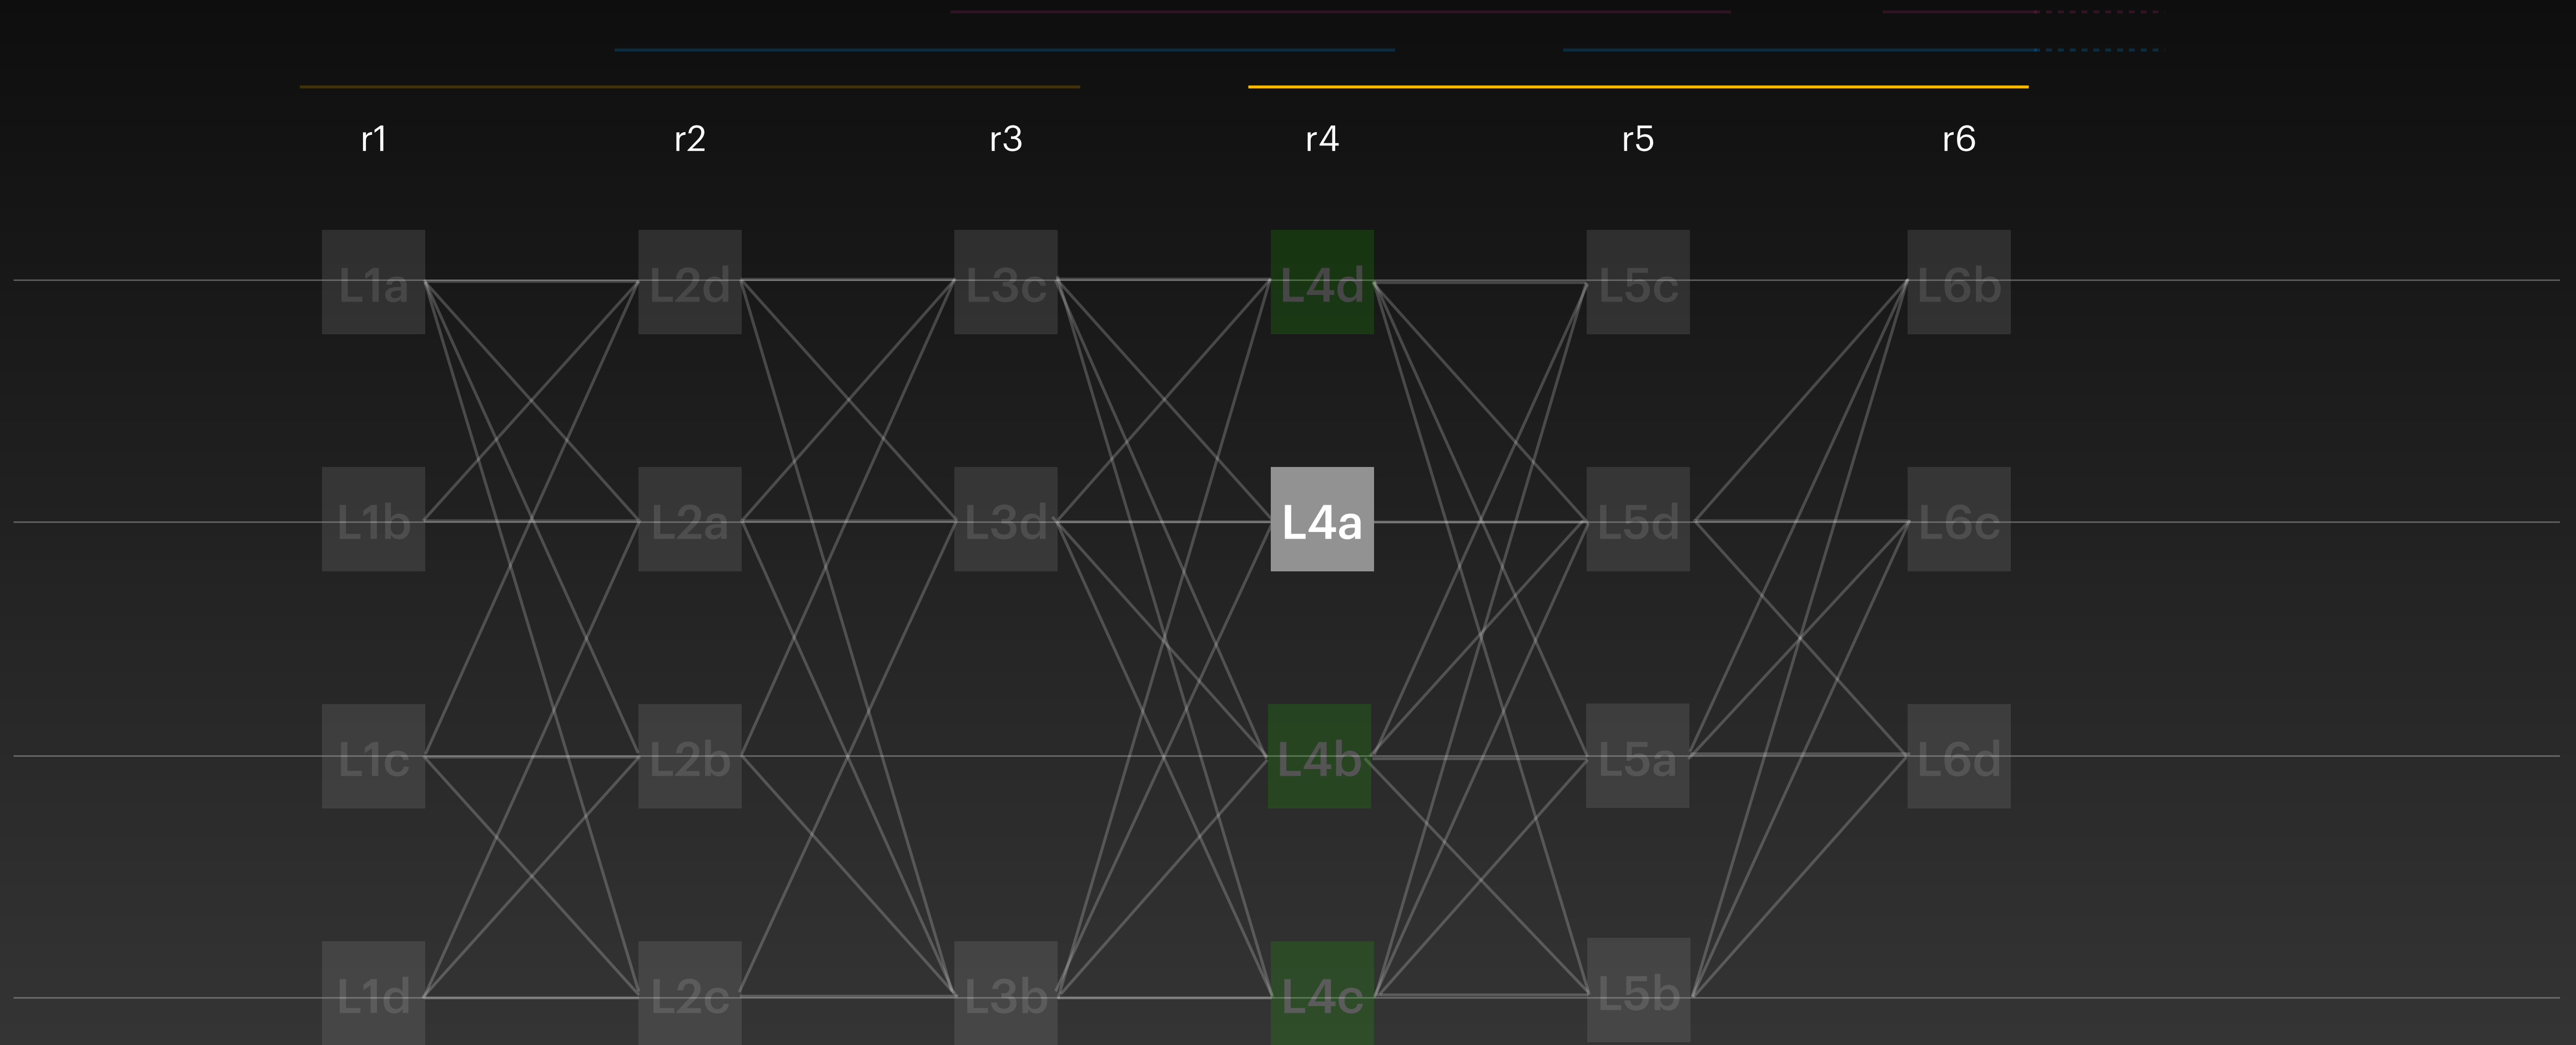 r1 r2 r3 r4 r5 r6
L1a L2d L3c L4d L5c L6b
L1b L2a L3d L4a L5d L6c
L1c L2b L4b L5a L6d
L1d L2c L3b L4c L5b